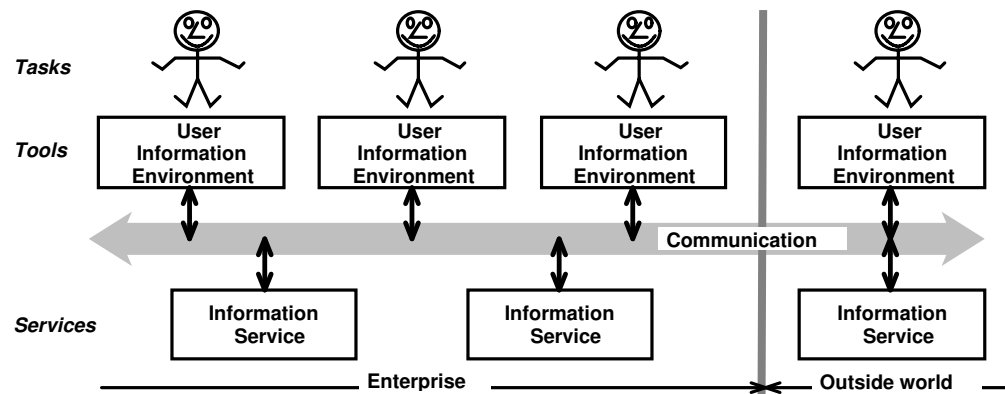 Tasks
Tools
User
Information
Environment
User
Information
Environment
User
Information
Environment
User
Information
Environment
Communication
Services
Information
Service
Information
Service
Information
Service
Enterprise
Outside world